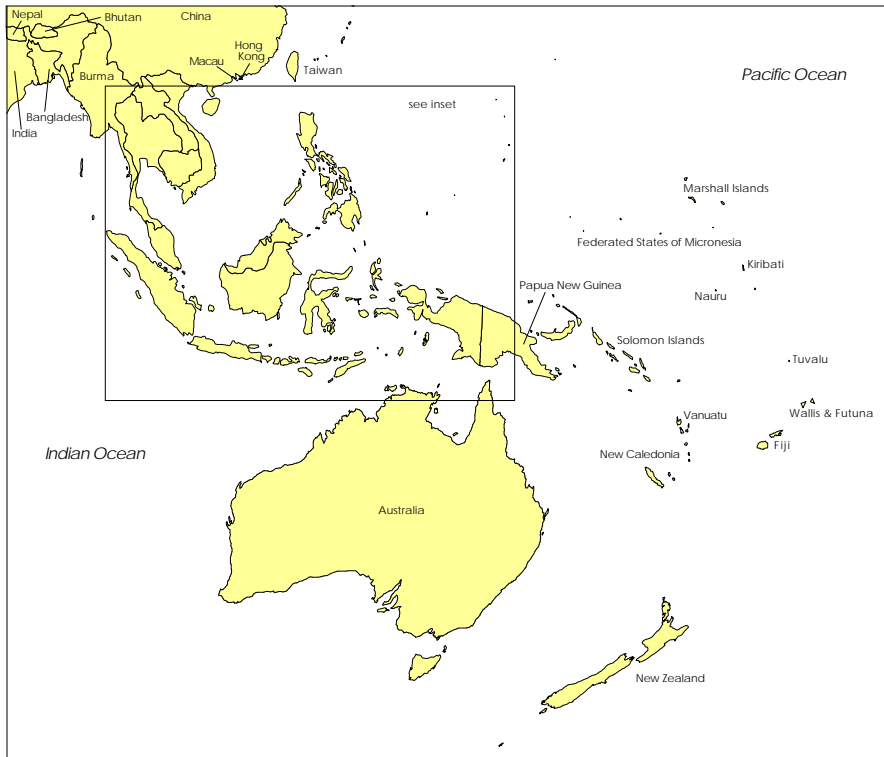 Nepal
Bhutan
China
Hong
Kong
Macau
Taiwan
Burma
Pacific Ocean
see inset
Bangladesh
India
Marshall Islands
Federated States of Micronesia
Kiribati
Papua New Guinea
Nauru
Solomon Islands
Tuvalu
Wallis & Futuna
Vanuatu
Fiji
Indian Ocean
New Caledonia
Australia
New Zealand